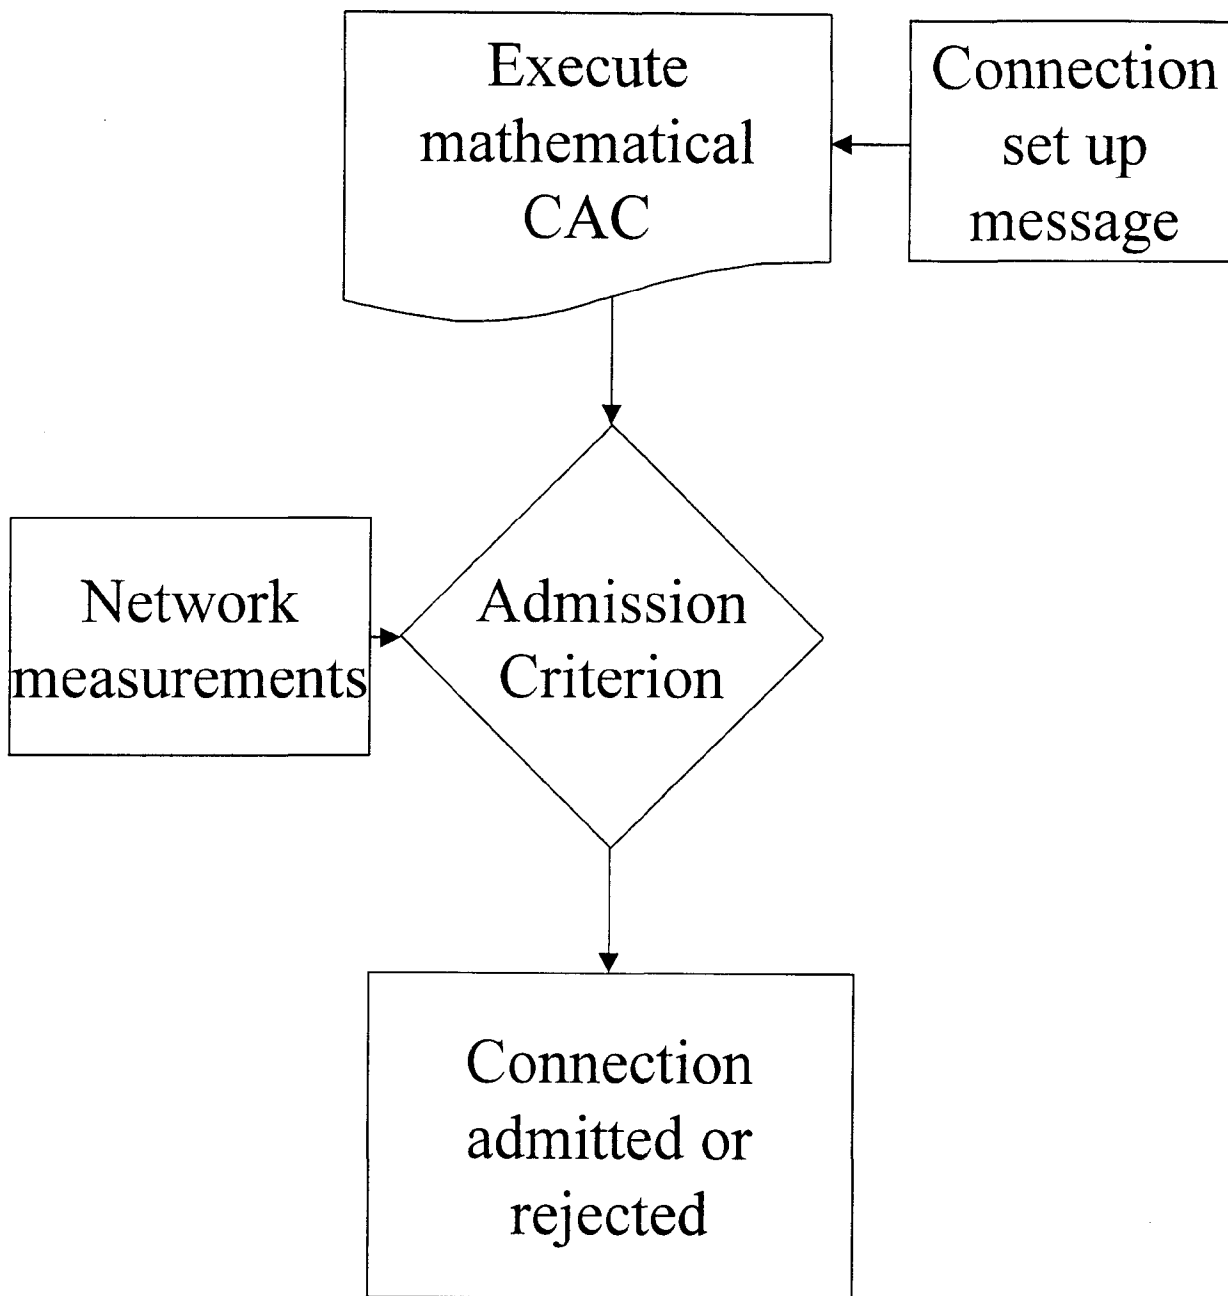 Execute
mathematical
CAC
Connection
set up
message
Network
measurements
Admission
Criterion
Connection
admitted or
rejected